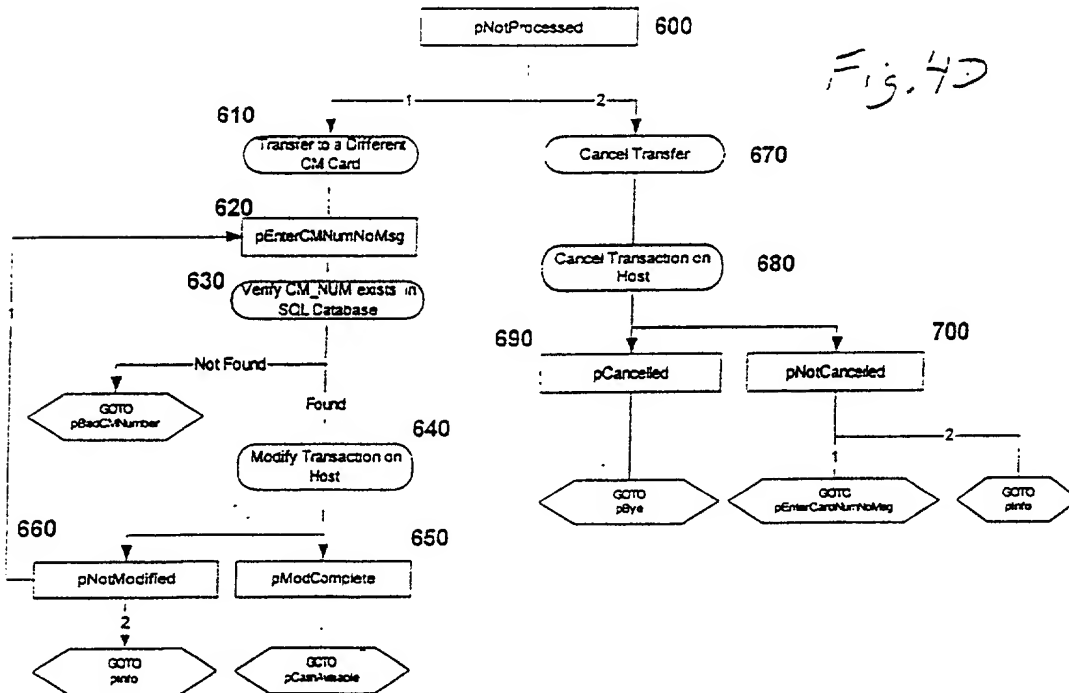 pNotProcessed 600
Fig. 4D
1 2
610
Transfer to a Different
CM Card
Cancel Transfer 670
620
pEnterCMNumNoMsg
630
Verify CM_NUM exists in
SQL Database
Cancel Transaction on
Host
680
1
Not Found
Found
690
pCancelled
700
pNotCancelled
GOTO
pBadCMNumber
640
Modify Transaction on
Host
2
1
GOTO
pBye
GOTO
pEnterCardNumNoMsg
GOTO
pInfo
660
pNotModified
650
pModComplete
2
GOTO
pInfo
GOTO
pCashAvailable